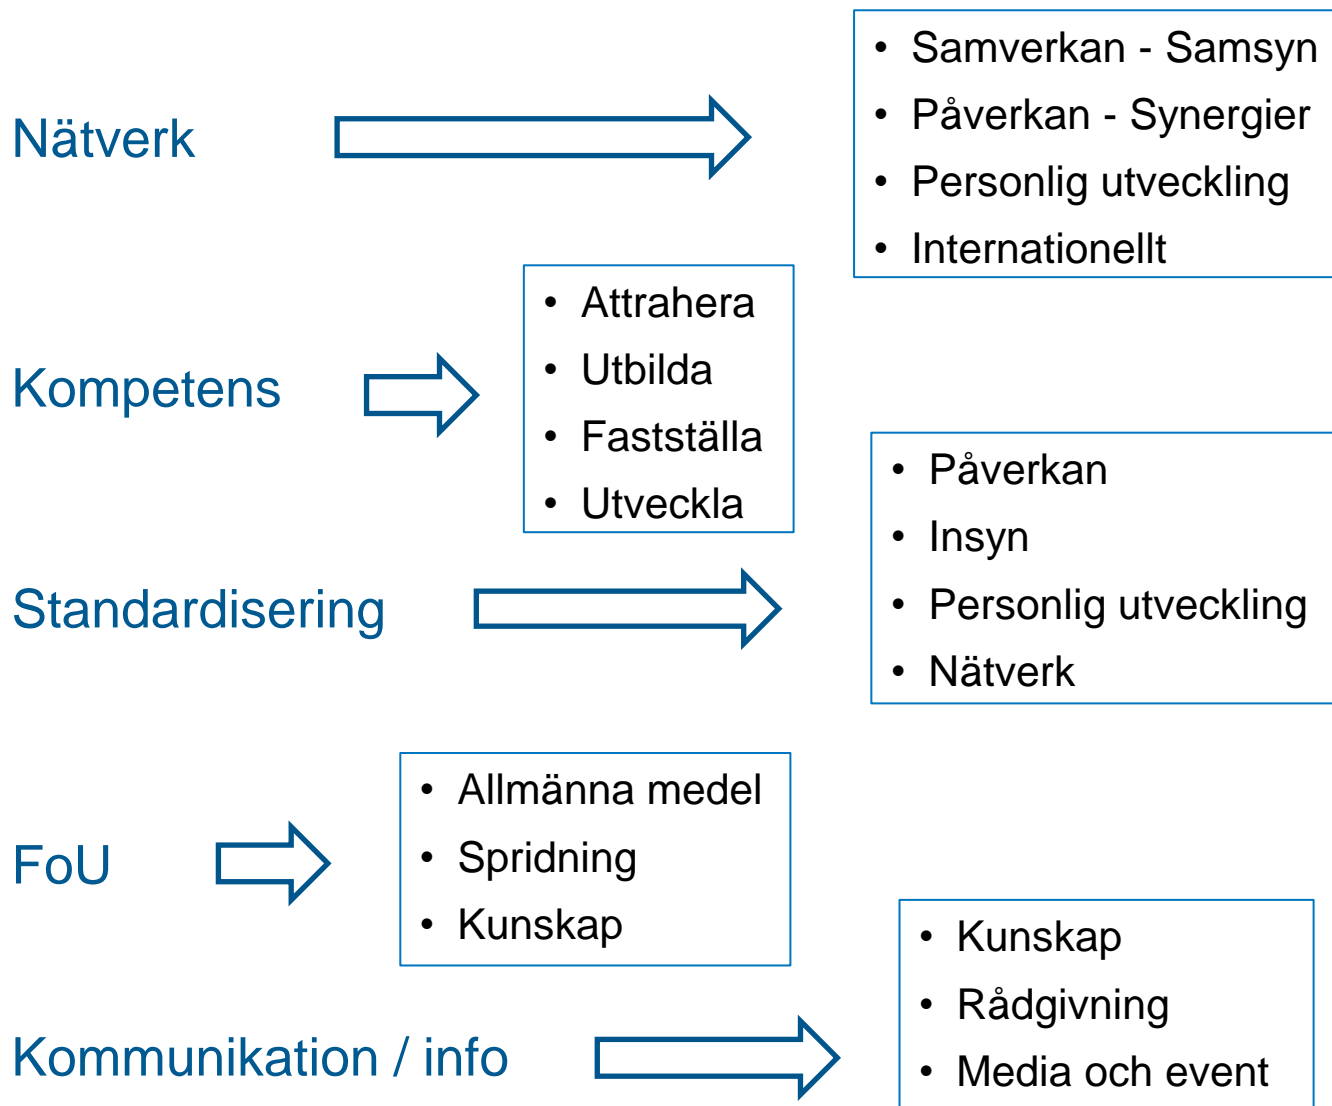 Nätverk
• Samverkan - Samsyn
• Påverkan - Synergier
• Personlig utveckling
• Internationellt
Kompetens
• Attrahera
• Utbilda
• Fastställa
• Utveckla
Standardisering
• Påverkan
• Insyn
• Personlig utveckling
• Nätverk
FoU
• Allmänna medel
• Spridning
• Kunskap
Kommunikation / info
• Kunskap
• Rådgivning
• Media och event